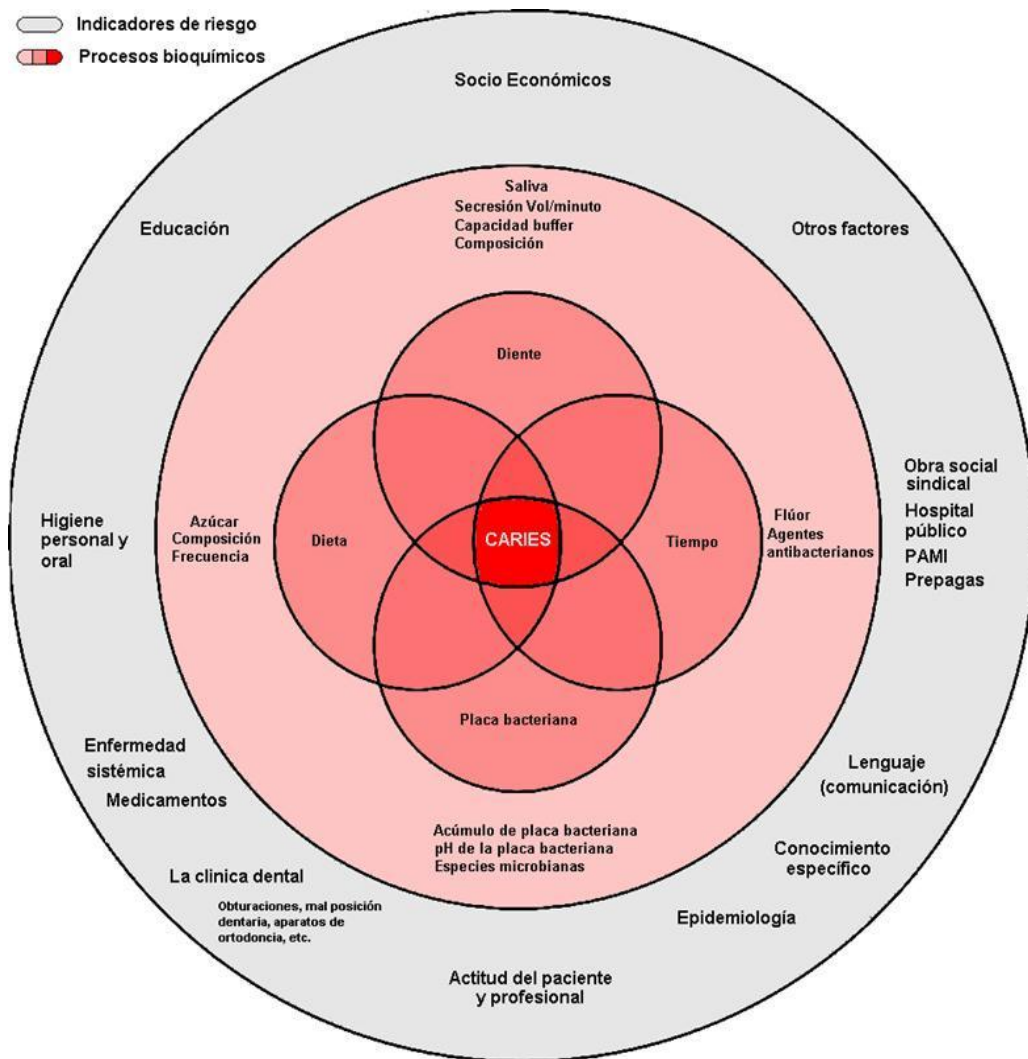 Indicadores de riesgo
Procesos bioquímicos
Socio Económicos
Educación
Otros factores
Saliva
Secresión Vol/minuto
Capacidad buffer
Composición
Diente
Higiene
personal y
oral
Azúcar
Composición
Frecuencia
Dieta
CARIES
Tiempo
Flúor
Agentes
antibacterianos
Obra social
sindical
Hospital
público
PAMI
Prepagas
Placa bacteriana
Enfermedad
sistémica
Medicamentos
Lenguaje
(comunicación)
Acúmulo de placa bacteriana
pH de la placa bacteriana
Especies microbianas
Conocimiento
específico
La clinica dental
Obturaciones, mal posición
dentaria, aparatos de
ortodoncia, etc.
Epidemiología
Actitud del paciente
y profesional